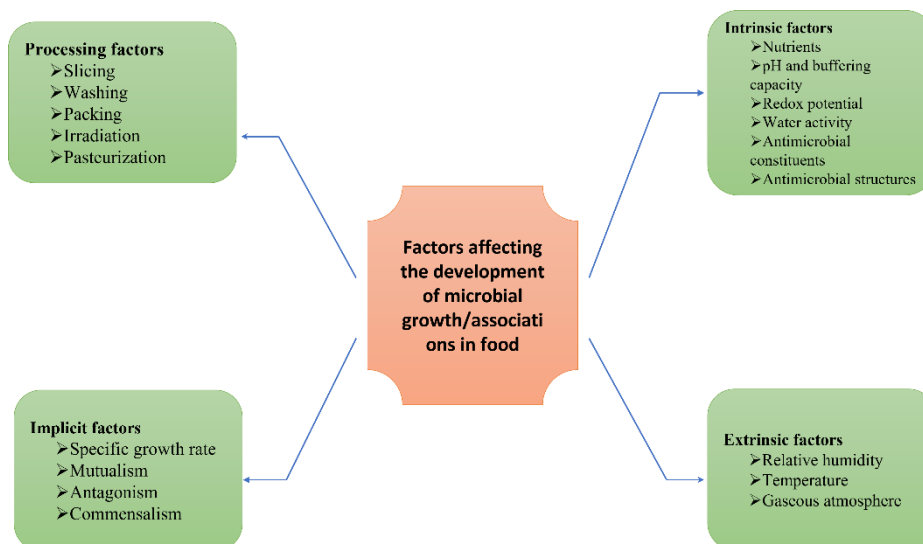 Processing factors
➢Slicing
➢Washing
➢Packing
➢Irradiation
➢Pasteurization
Intrinsic factors
➢Nutrients
➢pH and buffering
capacity
➢Redox potential
➢Water activity
➢Antimicrobial
constituents
➢Antimicrobial structures
Factors affecting
the development
of microbial
growth/associati
ons in food
Implicit factors
➢Specific growth rate
➢Mutualism
➢Antagonism
➢Commensalism
Extrinsic factors
➢Relative humidity
➢Temperature
➢Gaseous atmosphere